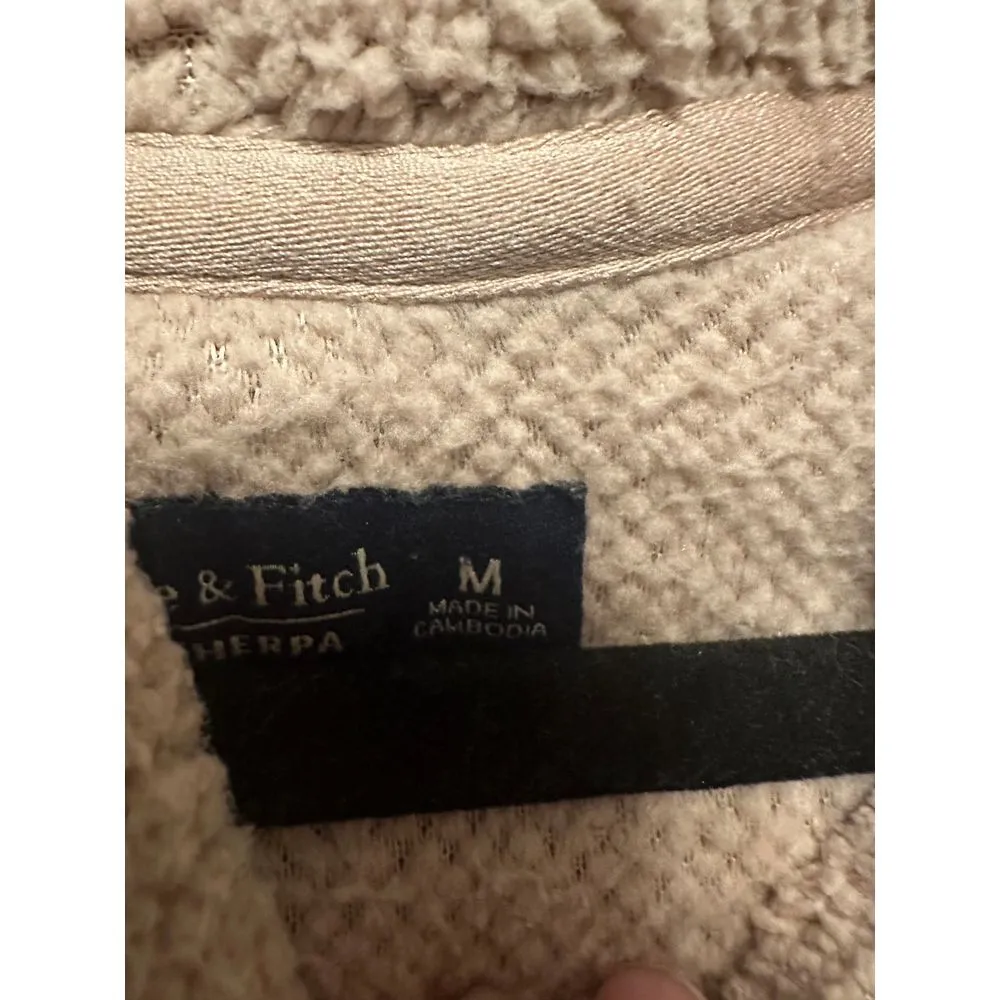 e & Fitch
HERPA
M
MADE IN
CAMBODIA